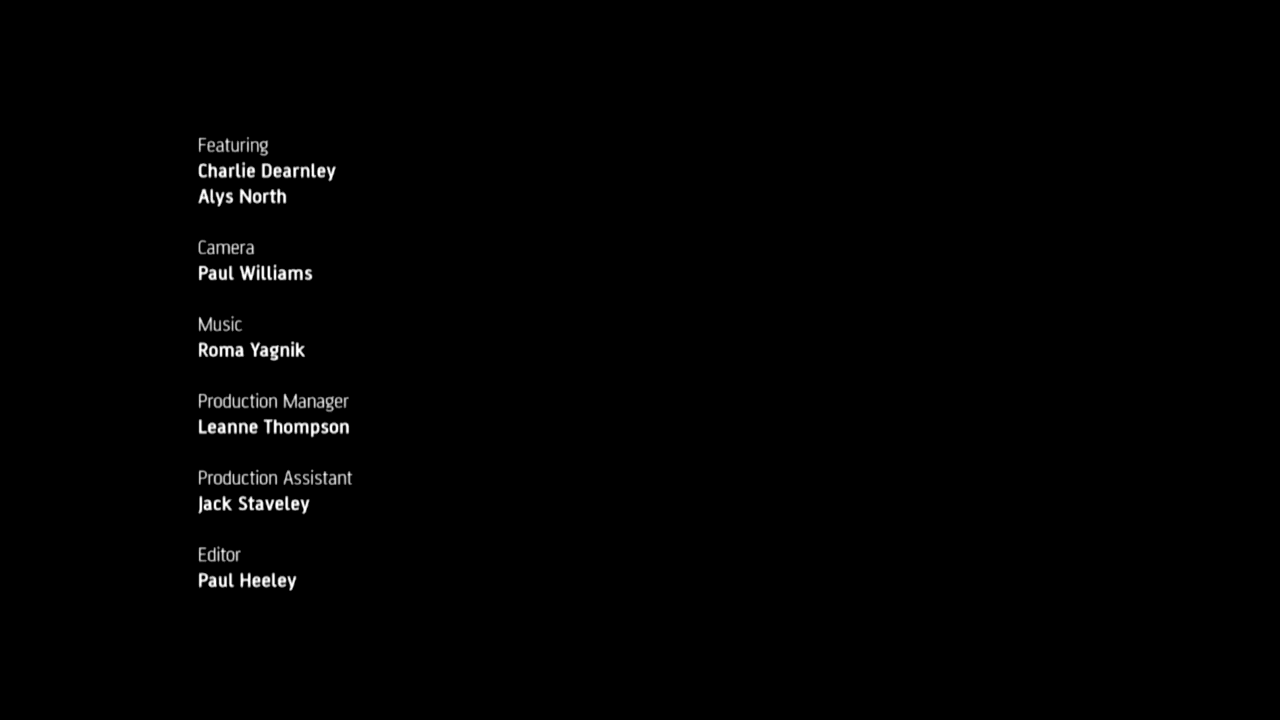 Featuring
Charlie Dearnley
Alys North
Camera
Paul Williams
Music
Roma Yagnik
Production Manager
Leanne Thompson
Production Assistant
Jack Staveley
Editor
Paul Heeley